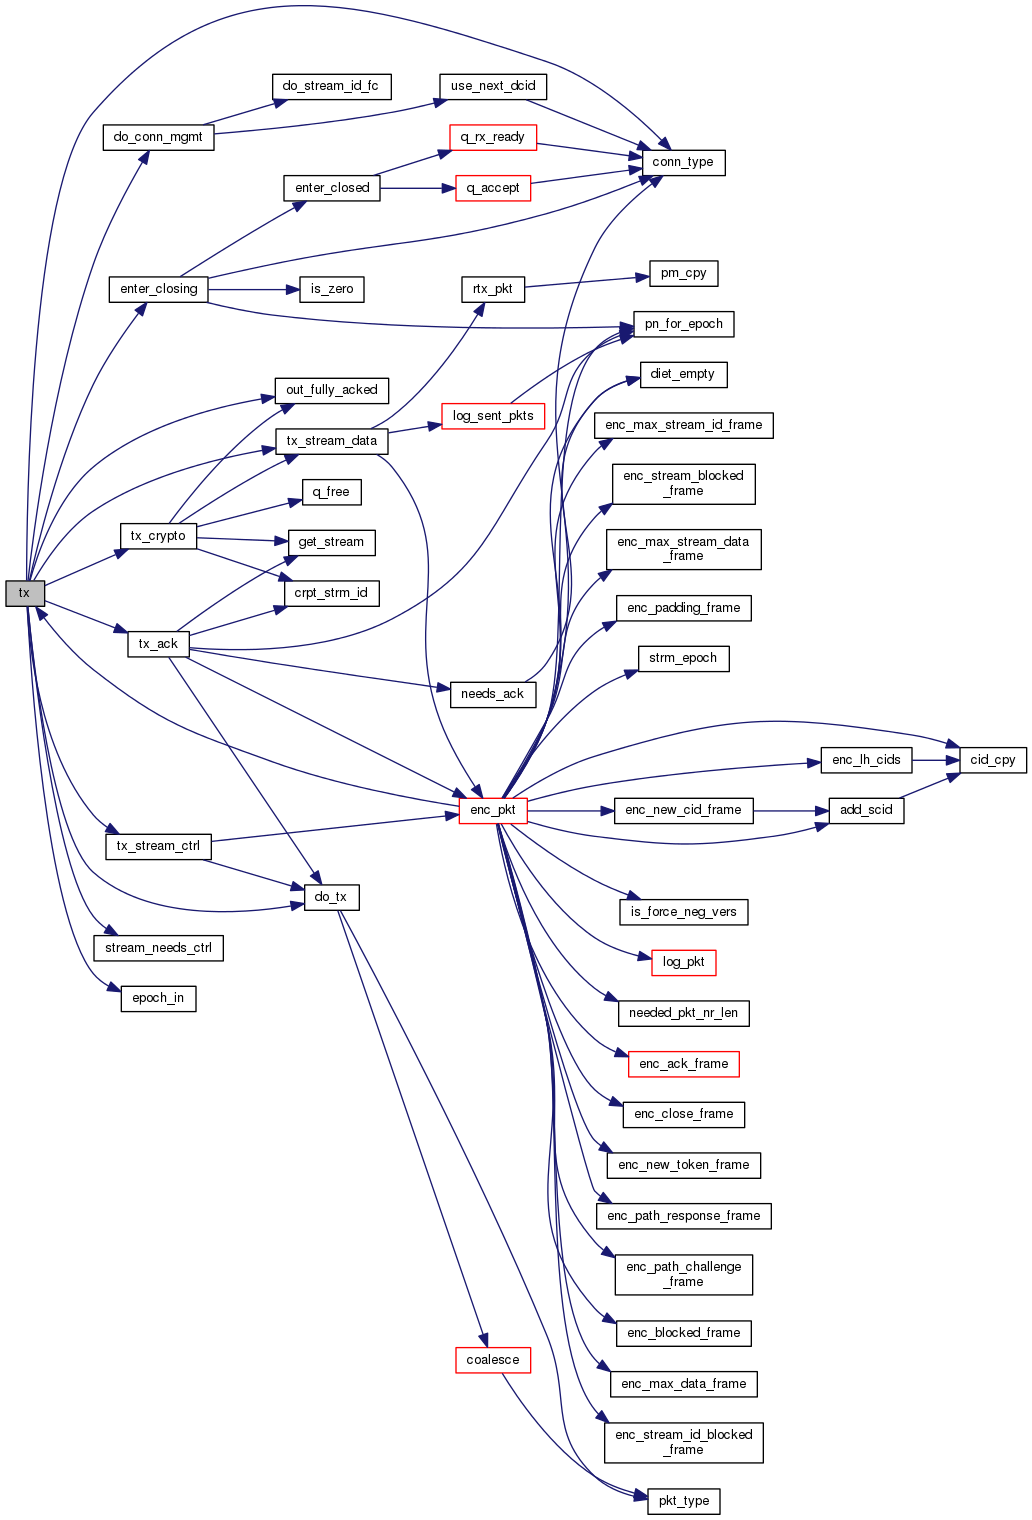 do_stream_id_fc
use_next_dcid
do_conn_mgmt
q_rx_ready
conn_type
enter_closed
q_accept
pm_cpy
enter_closing
is_zero
rtx_pkt
pn_for_epoch
diet_empty
out_fully_acked
log_sent_pkts
enc_max_stream_id_frame
tx_stream_data
enc_stream_blocked
_frame
q_free
tx_crypto
get_stream
enc_max_stream_data
_frame
tx
crpt_strm_id
enc_padding_frame
tx_ack
strm_epoch
needs_ack
enc_lh_cids
cid_cpy
enc_pkt
enc_new_cid_frame
add_scid
tx_stream_ctrl
do_tx
is_force_neg_vers
stream_needs_ctrl
log_pkt
epoch_in
needed_pkt_nr_len
enc_ack_frame
enc_close_frame
enc_new_token_frame
enc_path_response_frame
enc_path_challenge
_frame
enc_blocked_frame
coalesce
enc_max_data_frame
enc_stream_id_blocked
_frame
pkt_type